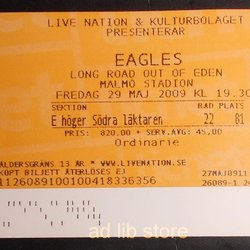 LIVE NATION & KULTURBOLAGET
PRESENTERAR
EAGLES
LONG ROAD OUT OF EDEN
MALMÖ STADION
FREDAG 29 MAJ 2009 KL 19.30
SEKTION RAD PLATS
E höger Södra läktaren 22 81
PRIS: 820.00 + SERV.AVG: 45.00
Ordinarie
ÅLDERSGRÄNS 13 ÅR * WWW.LIVENATION.SE
KÖPT BILJETT ÅTERLÖSES EJ 27MAJ0911
11260891001004183 36356 26089-1
ad lib store